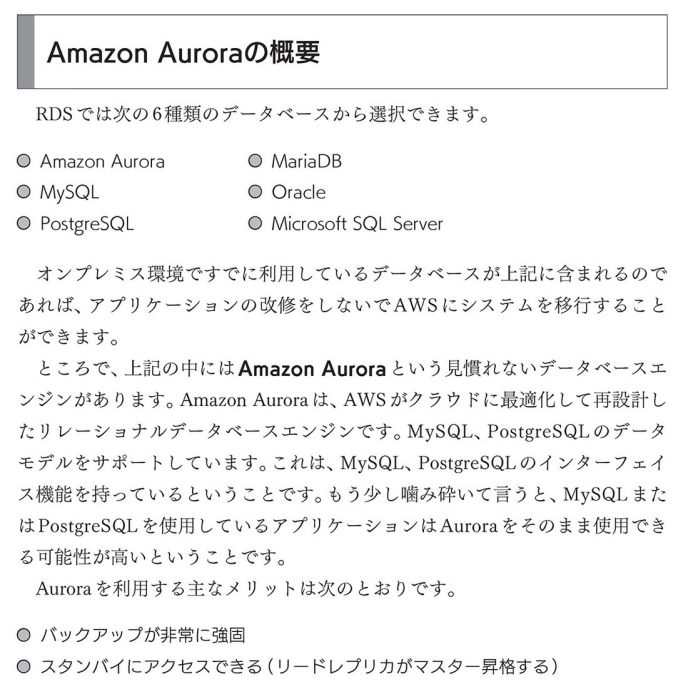 Amazon Auroraの概要
RDSでは次の6種類のデータベースから選択できます。
● Amazon Aurora ● MariaDB
● MySQL ● Oracle
● PostgreSQL ● Microsoft SQL Server
オンプレミス環境ですでに利用しているデータベースが上記に含まれるので
あれば、アプリケーションの改修をしないでAWSにシステムを移行すること
ができます。
ところで、上記の中にはAmazon Auroraという見慣れないデータベースエ
ンジンがあります。Amazon Auroraは、AWSがクラウドに最適化して再設計し
たリレーショナルデータベースエンジンです。MySQL、PostgreSQLのデータ
モデルをサポートしています。これは、MySQL、PostgreSQLのインターフェイ
ス機能を持っているということです。もう少し噛み砕いて言うと、MySQLまた
はPostgreSQLを使用しているアプリケーションはAuroraをそのまま使用でき
る可能性が高いということです。
Auroraを利用する主なメリットは次のとおりです。
● バックアップが非常に強固
● スタンバイにアクセスできる（リードレプリカがマスター昇格する）